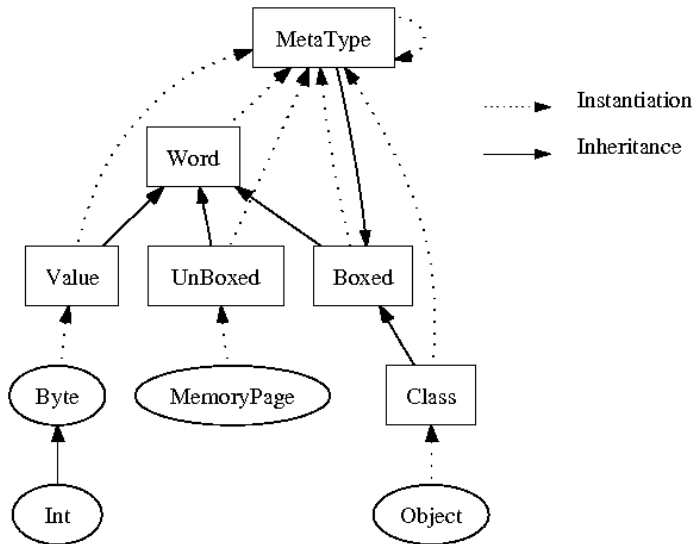 MetaType
Instantiation
Inheritance
Word
Value
UnBoxed
Boxed
Byte
MemoryPage
Class
Int
Object